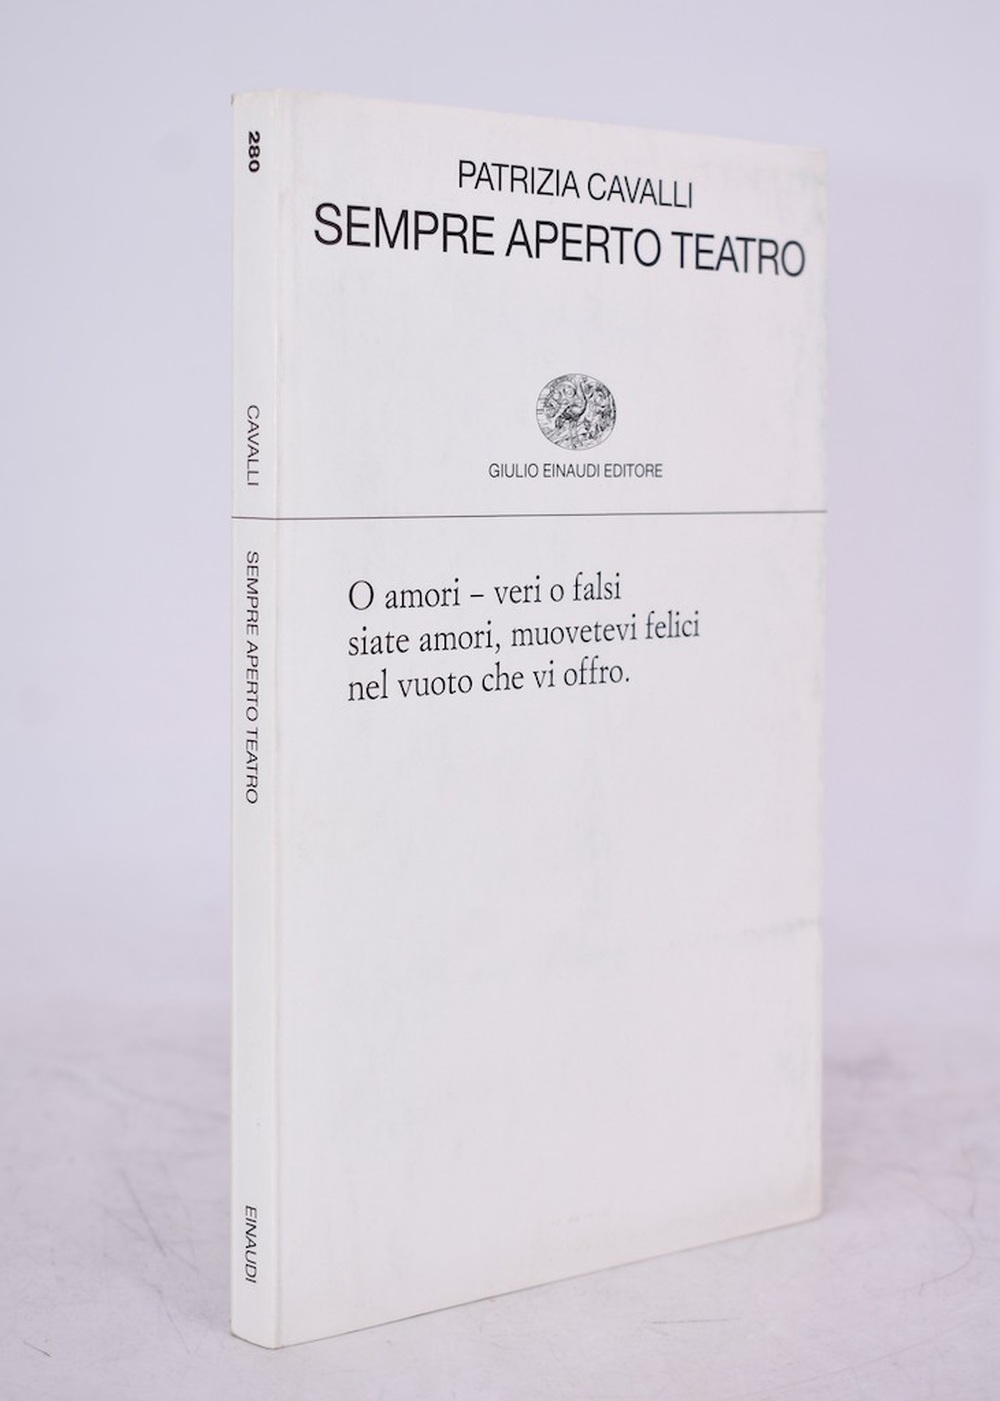 280
CAVALLI
SEMPRE APERTO TEATRO
EINAUDI
PATRIZIA CAVALLI
SEMPRE APERTO TEATRO
GIULIO EINAUDI EDITORE
O amori – veri o falsi
siate amori, muovetevi felici
nel vuoto che vi offro.